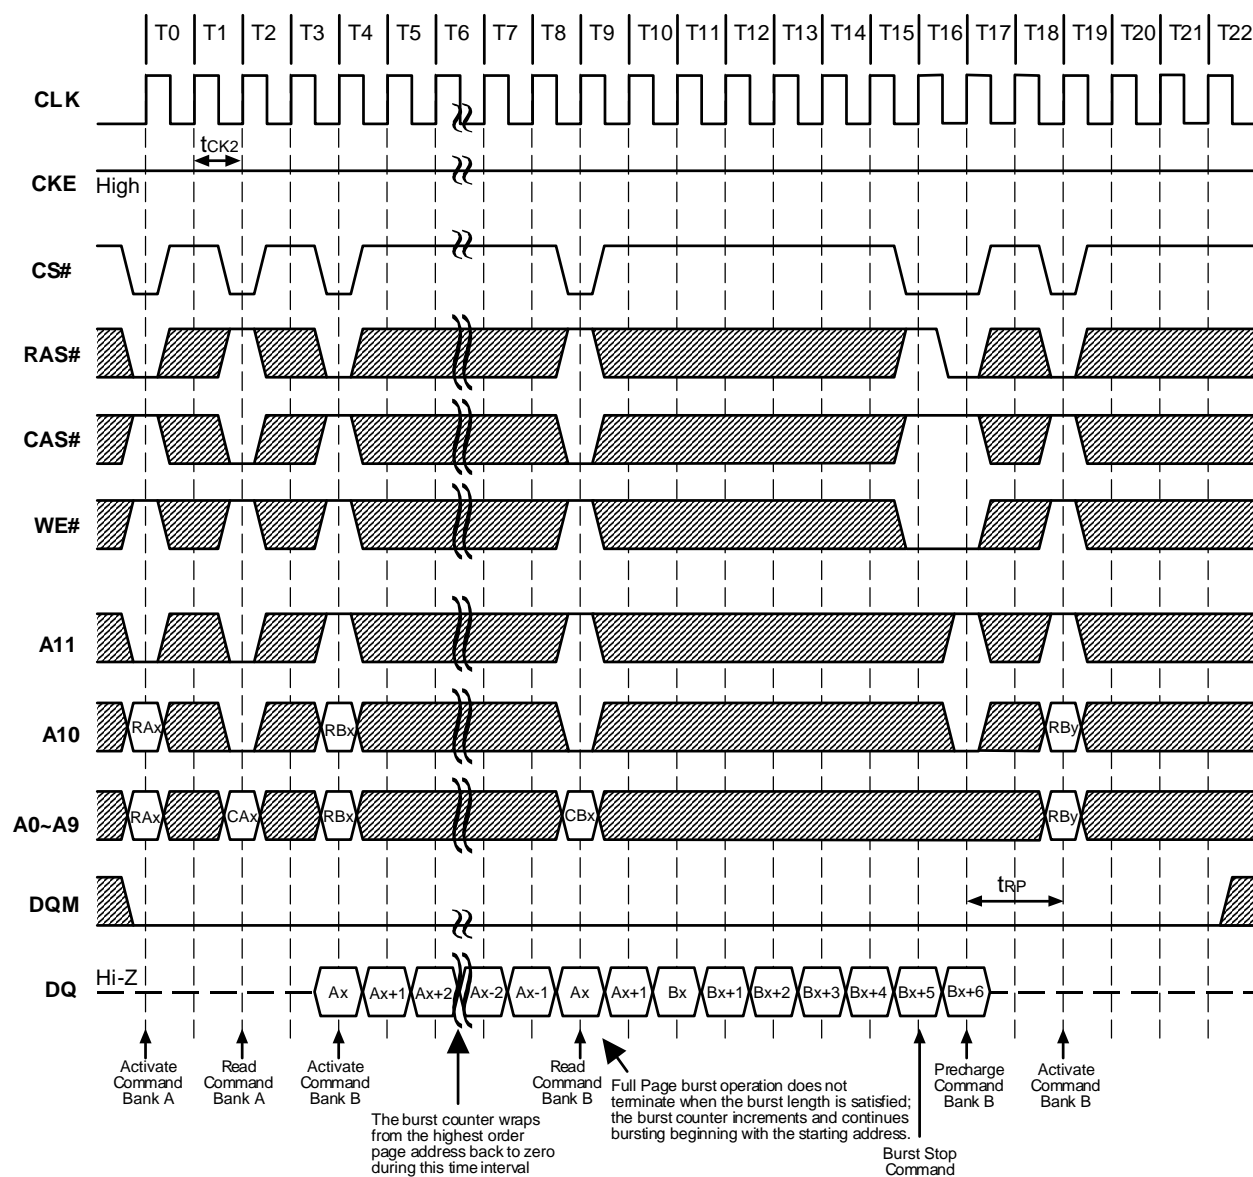 T0 T1 T2 T3 T4 T5 T6 T7 T8 T9 T10 T11 T12 T13 T14 T15 T16 T17 T18 T19 T20 T21 T22
CLK
tCK2
CKE High
CS#
RAS#
CAS#
WE#
A11
A10 RAx RBx RBy
A0~A9 RAx CAx RBx CBx RBy
tRP
DQM
Hi-Z
DQ Ax Ax+1 Ax+2 Ax-2 Ax-1 Ax Ax+1 Bx Bx+1 Bx+2 Bx+3 Bx+4 Bx+5 Bx+6
Activate
Command
Bank A
Read
Command
Bank A
Activate
Command
Bank B
The burst counter wraps
from the highest order
page address back to zero
during this time interval
Read
Command
Bank B
Full Page burst operation does not
terminate when the burst length is satisfied;
the burst counter increments and continues
bursting beginning with the starting address.
Burst Stop
Command
Precharge
Command
Bank B
Activate
Command
Bank B